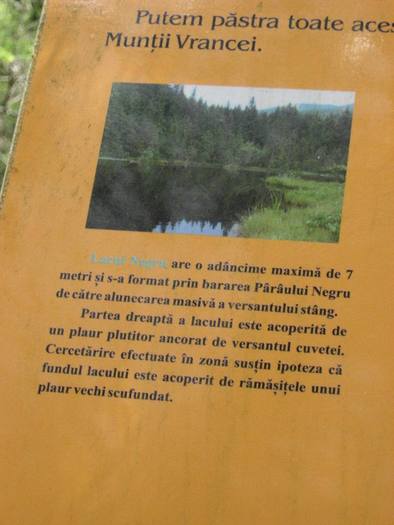 Putem păstra toate aces
Munții Vrancei.
Lacul Negru are o adâncime maximă de 7
metri și s-a format prin bararea Pârâului Negru
de către alunecarea masivă a versantului stâng.
Partea dreaptă a lacului este acoperită de
un plaur plutitor ancorat de versantul cuvetei.
Cercetărire efectuate în zonă susțin ipoteza că
fundul lacului este acoperit de rămășițele unui
plaur vechi scufundat.